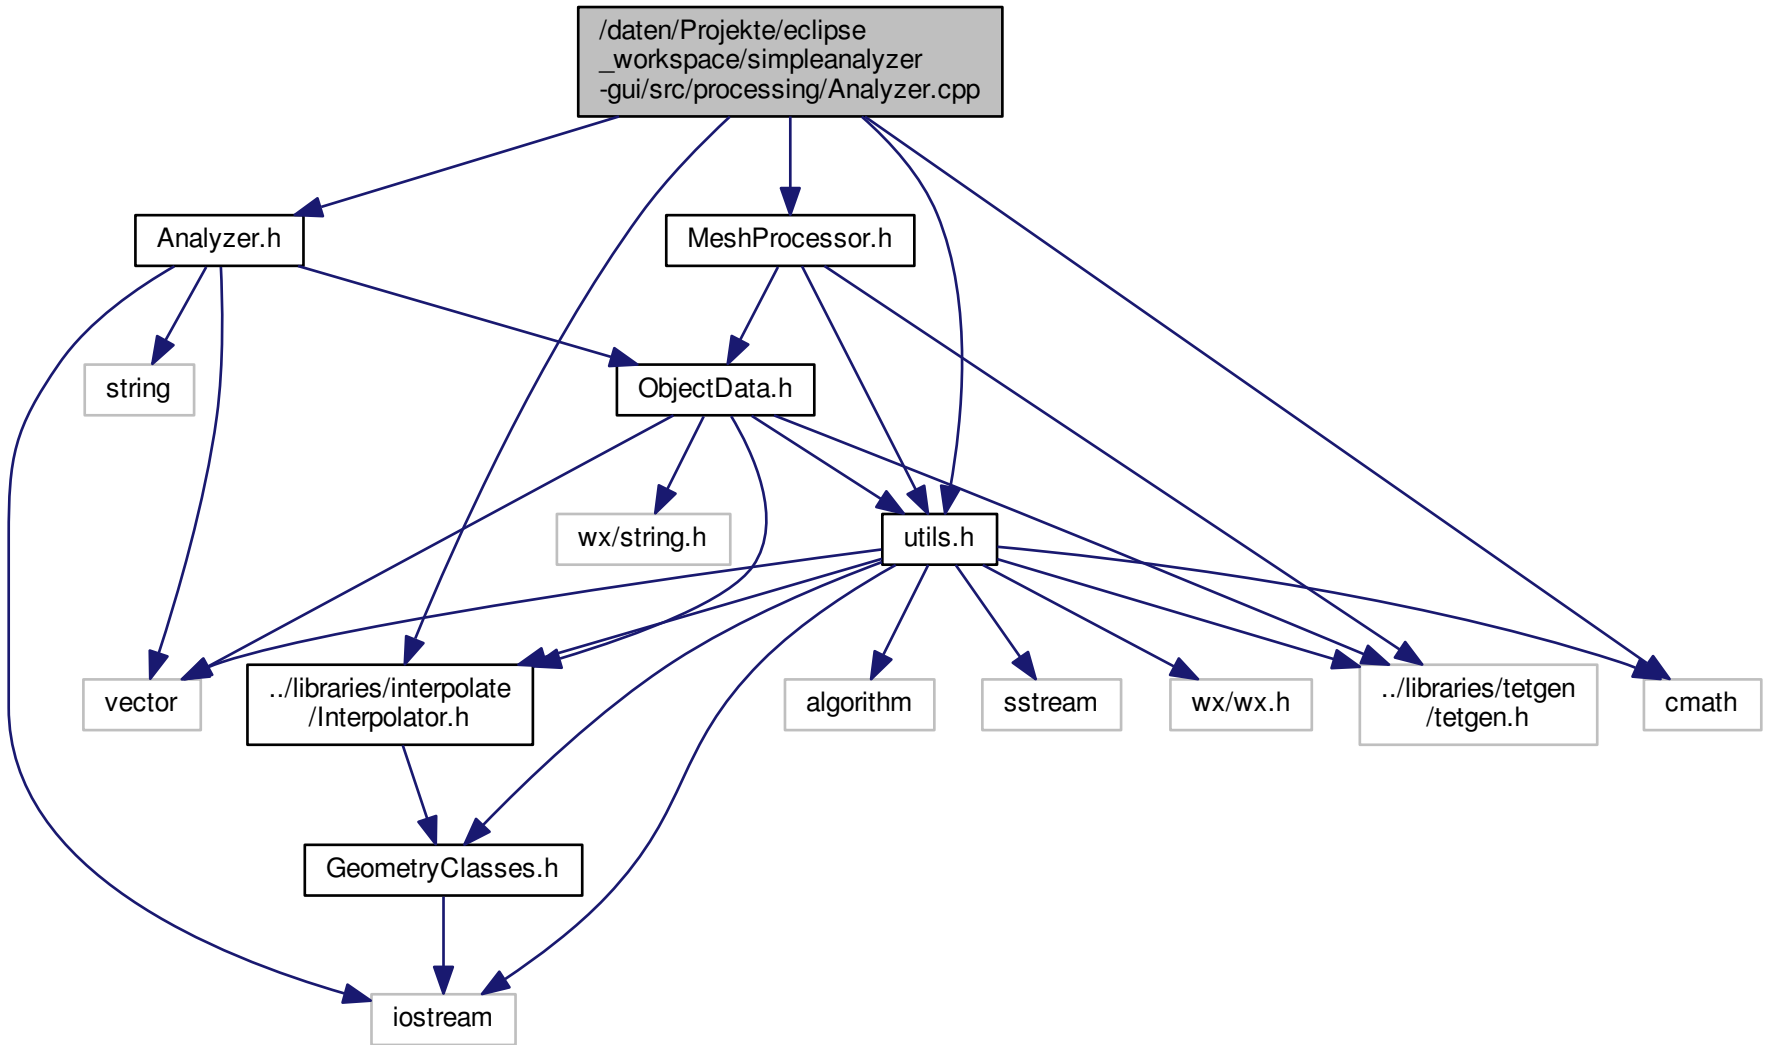 /daten/Projekte/eclipse
_workspace/simpleanalyzer
-gui/src/processing/Analyzer.cpp
Analyzer.h
MeshProcessor.h
string
ObjectData.h
wx/string.h
utils.h
vector
../libraries/interpolate
/Interpolator.h
algorithm
sstream
wx/wx.h
../libraries/tetgen
/tetgen.h
cmath
GeometryClasses.h
iostream